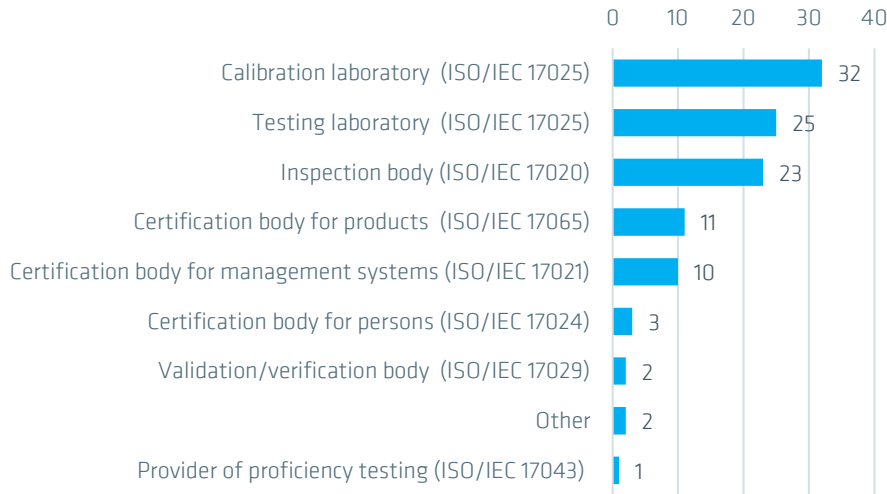 0 10 20 30 40
Calibration laboratory (ISO/IEC 17025) 32
Testing laboratory (ISO/IEC 17025) 25
Inspection body (ISO/IEC 17020) 23
Certification body for products (ISO/IEC 17065) 11
Certification body for management systems (ISO/IEC 17021) 10
Certification body for persons (ISO/IEC 17024) 3
Validation/verification body (ISO/IEC 17029) 2
Other 2
Provider of proficiency testing (ISO/IEC 17043) 1